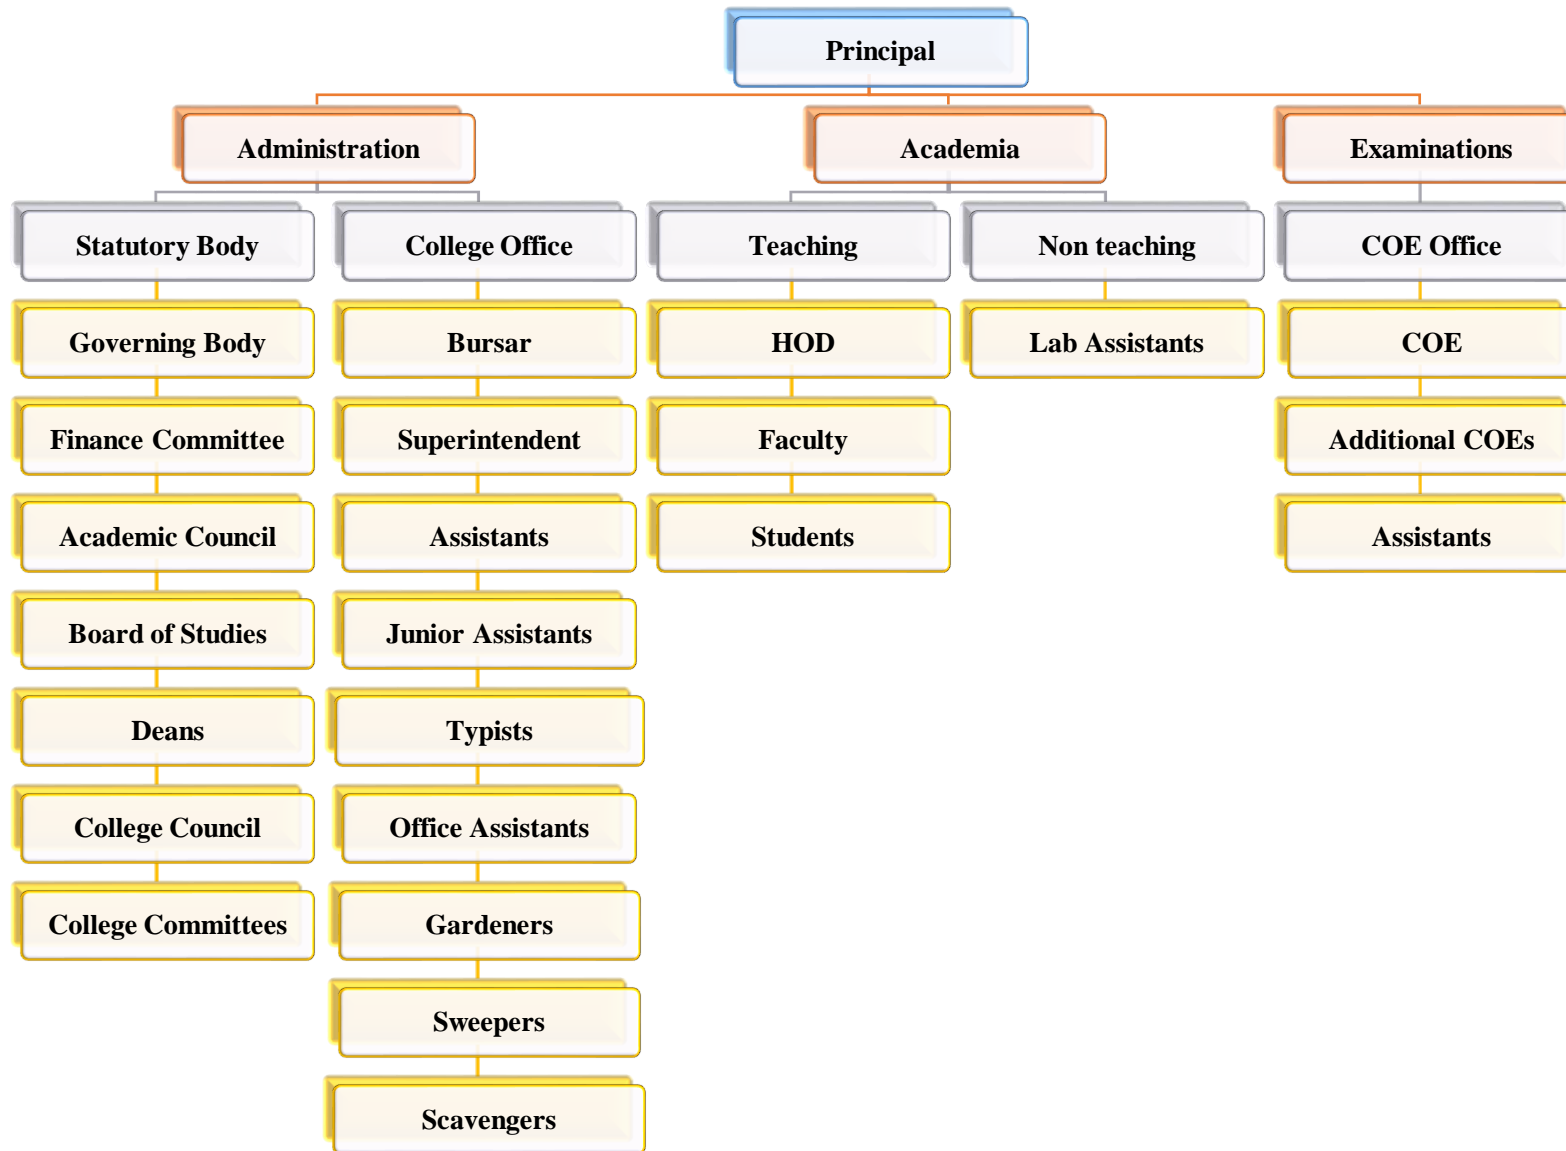 Principal
Administration
Academia
Examinations
Statutory Body
College Office
Teaching
Non teaching
COE Office
Governing Body
Bursar
HOD
Lab Assistants
COE
Finance Committee
Superintendent
Faculty
Additional COEs
Academic Council
Assistants
Students
Assistants
Board of Studies
Junior Assistants
Deans
Typists
College Council
Office Assistants
College Committees
Gardeners
Sweepers
Scavengers